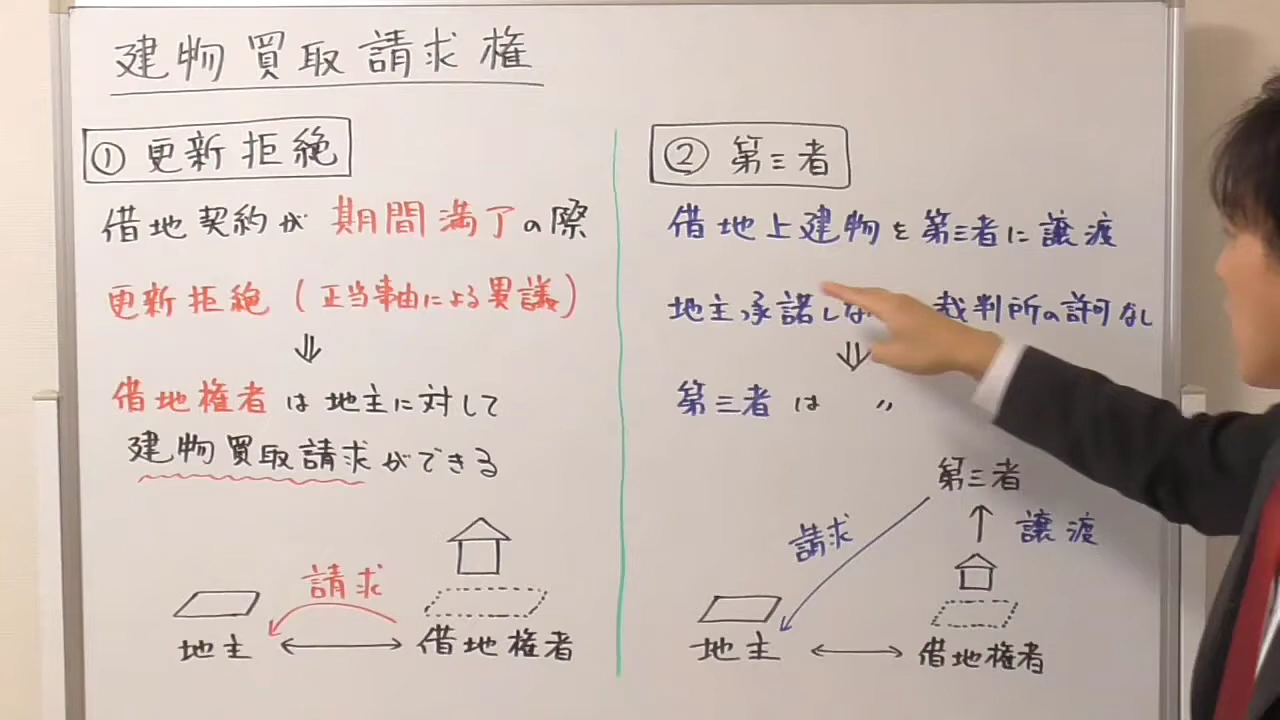 建物買取請求権
① 更新拒絶
借地契約が 期間満了の際
更新拒絶 (正当事由による異議)
⇓
借地権者は地主に対して
建物買取請求ができる
請求
地主 ↔ 借地権者
② 第三者
借地上建物を第三者に譲渡
地主、承諾しな 裁判所の許可なし
⇓
第三者は 〃
第三者
請求
↑ 譲渡
地主 ↔ 借地権者